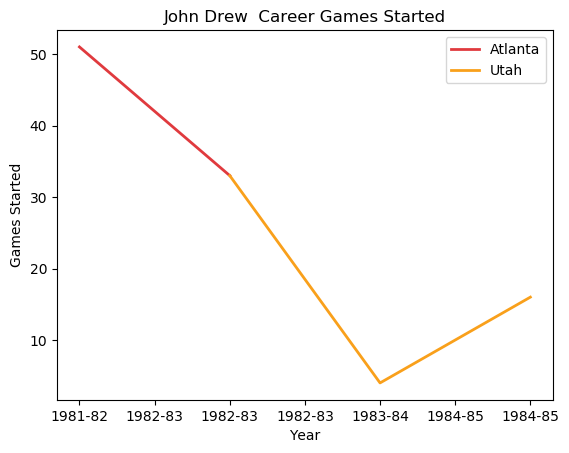 John Drew  Career Games Started
Atlanta
Utah
Games Started
50
40
30
20
10
1981-82 1982-83 1982-83 1982-83 1983-84 1984-85 1984-85
Year